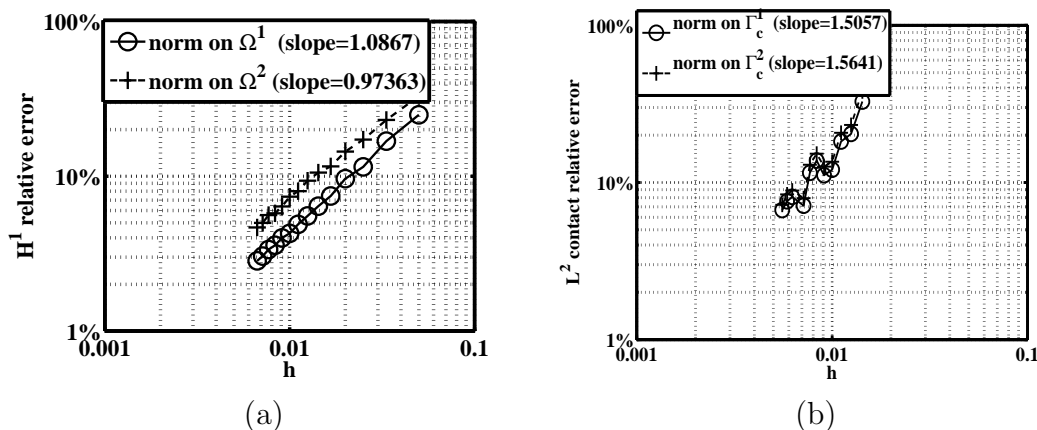 100%
norm on Ω¹ (slope=1.0867)
norm on Ω² (slope=0.97363)
10%
1%
0.001
0.01
0.1
h
H¹ relative error
(a)
100%
norm on Γ_c¹ (slope=1.5057)
norm on Γ_c² (slope=1.5641)
10%
1%
0.001
0.01
0.1
h
L² contact relative error
(b)